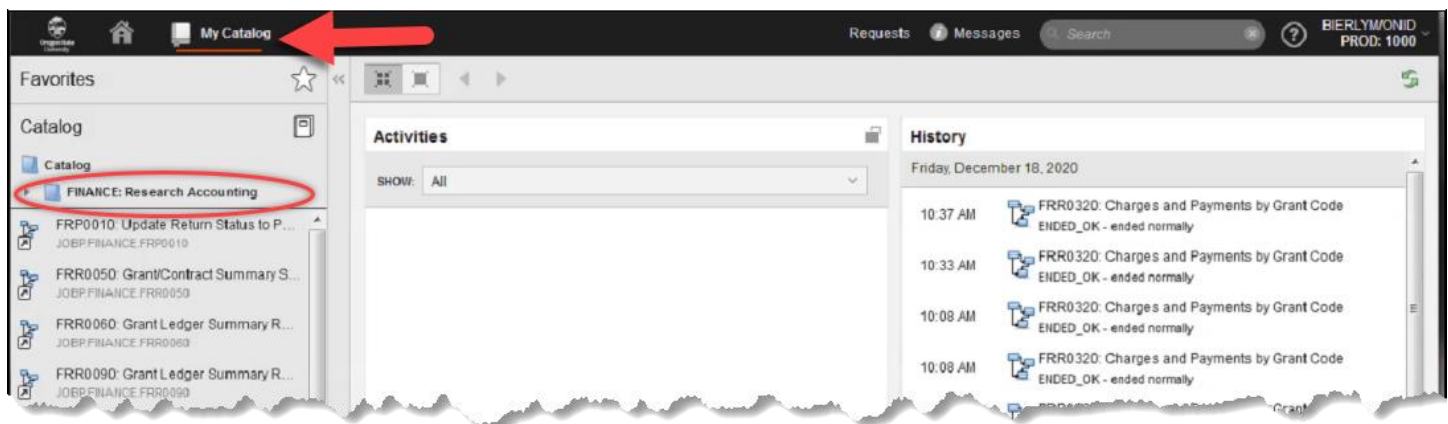 Oregon State
University
My Catalog
Requests
Messages
Search
BIERLYM/ONID
PROD: 1000
Favorites
Catalog
Catalog
FINANCE: Research Accounting
FRP0010: Update Return Status to P...
JOBP.FINANCE.FRP0010
FRR0050: Grant/Contract Summary S...
JOBP.FINANCE.FRR0050
FRR0060: Grant Ledger Summary R...
JOBP.FINANCE.FRR0060
FRR0090: Grant Ledger Summary R...
JOBP.FINANCE.FRR0090
Activities
SHOW: All
History
Friday, December 18, 2020
10:37 AM FRR0320: Charges and Payments by Grant Code
ENDED_OK - ended normally
10:33 AM FRR0320: Charges and Payments by Grant Code
ENDED_OK - ended normally
10:08 AM FRR0320: Charges and Payments by Grant Code
ENDED_OK - ended normally
10:08 AM FRR0320: Charges and Payments by Grant Code
ENDED_OK - ended normally
Grant